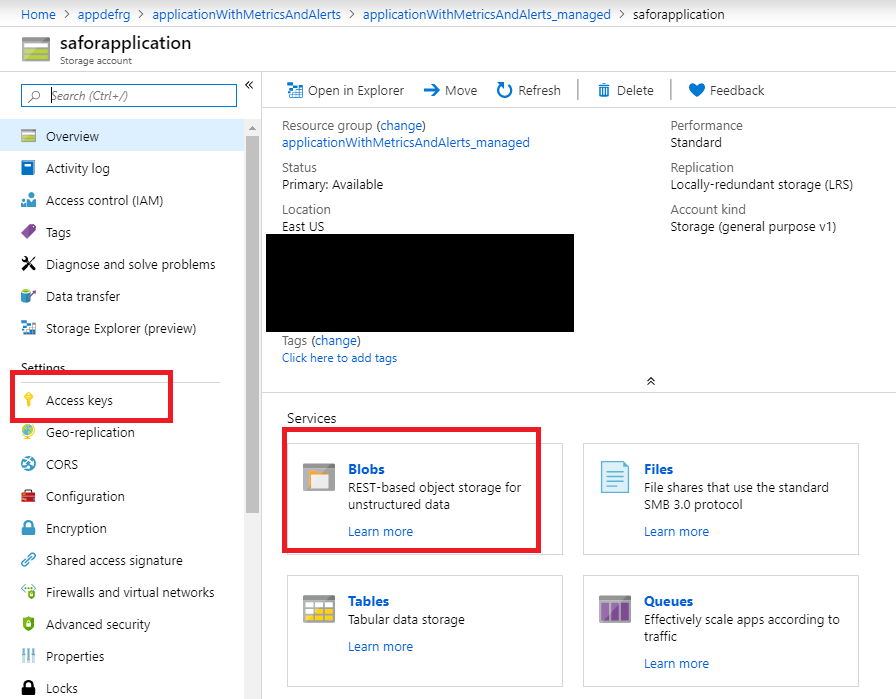 Home > appdefrg > applicationWithMetricsAndAlerts > applicationWithMetricsAndAlerts_managed > saforapplication
saforapplication
Storage account
Search (Ctrl+/)
«
Overview
Activity log
Access control (IAM)
Tags
Diagnose and solve problems
Data transfer
Storage Explorer (preview)
Settings
Access keys
Geo-replication
CORS
Configuration
Encryption
Shared access signature
Firewalls and virtual networks
Advanced security
Properties
Locks
Open in Explorer Move Refresh Delete Feedback
Resource group (change)
applicationWithMetricsAndAlerts_managed
Status
Primary: Available
Location
East US
Tags (change)
Click here to add tags
Performance
Standard
Replication
Locally-redundant storage (LRS)
Account kind
Storage (general purpose v1)
Services
Blobs
REST-based object storage for
unstructured data
Learn more
Files
File shares that use the standard
SMB 3.0 protocol
Learn more
Tables
Tabular data storage
Learn more
Queues
Effectively scale apps according to
traffic
Learn more